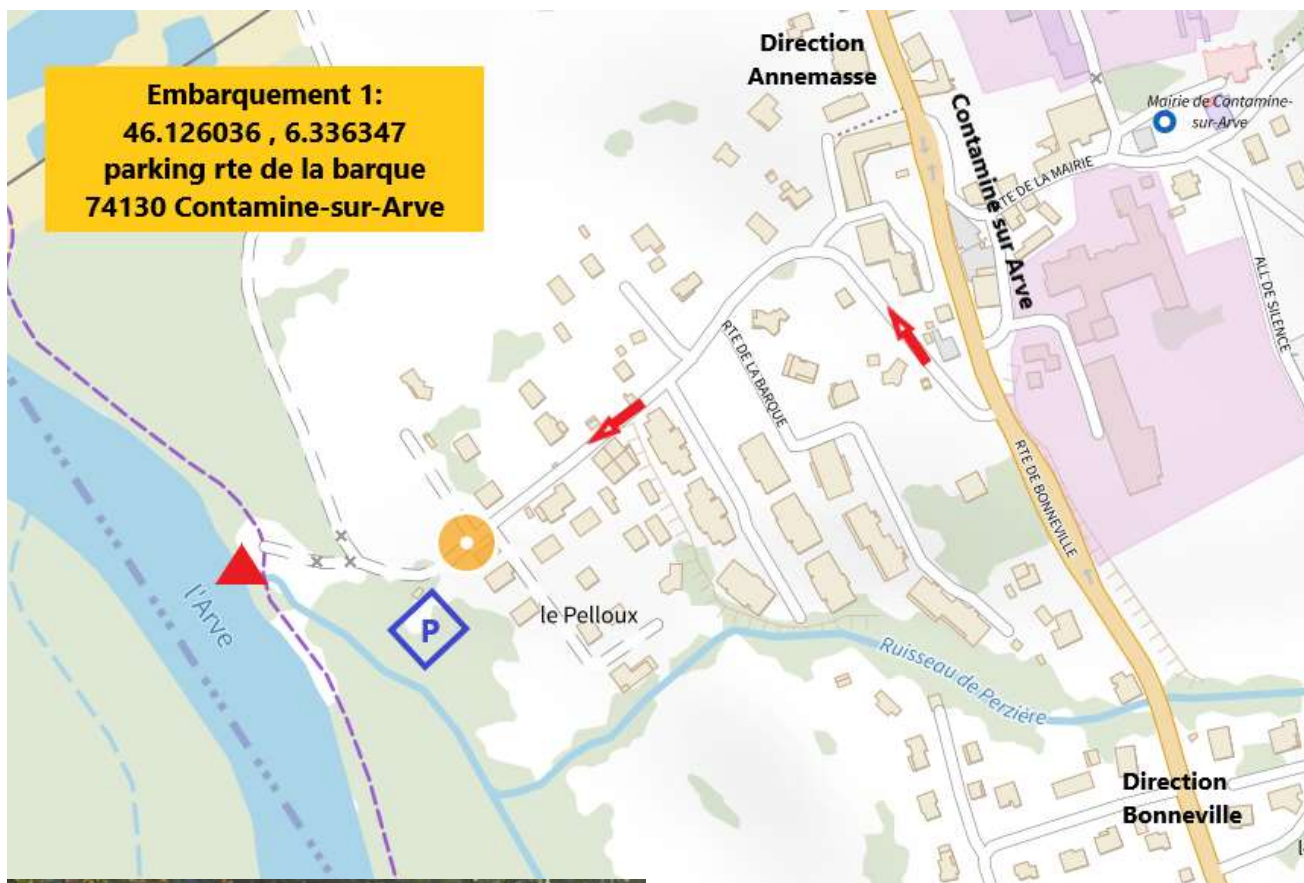 Embarquement 1:
46.126036 , 6.336347
parking rte de la barque
74130 Contamine-sur-Arve
Direction
Annemasse
Contamine sur Arve
Mairie de Contamine-
sur-Arve
RTE DE LA MAIRIE
ALL DE SILENCE
RTE DE LA BARQUE
RTE DE BONNEVILLE
l'Arve
P
le Pelloux
Ruisseau de Perzière
Direction
Bonneville